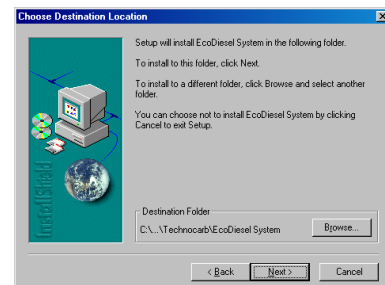 Choose Destination Location
Setup will install EcoDiesel System in the following folder.
To install to this folder, click Next.
To install to a different folder, click Browse and select another
folder.
You can choose not to install EcoDiesel System by clicking
Cancel to exit Setup.
InstallShield
Destination Folder
C:\...\Technocarb\EcoDiesel System
Browse...
< Back
Next >
Cancel